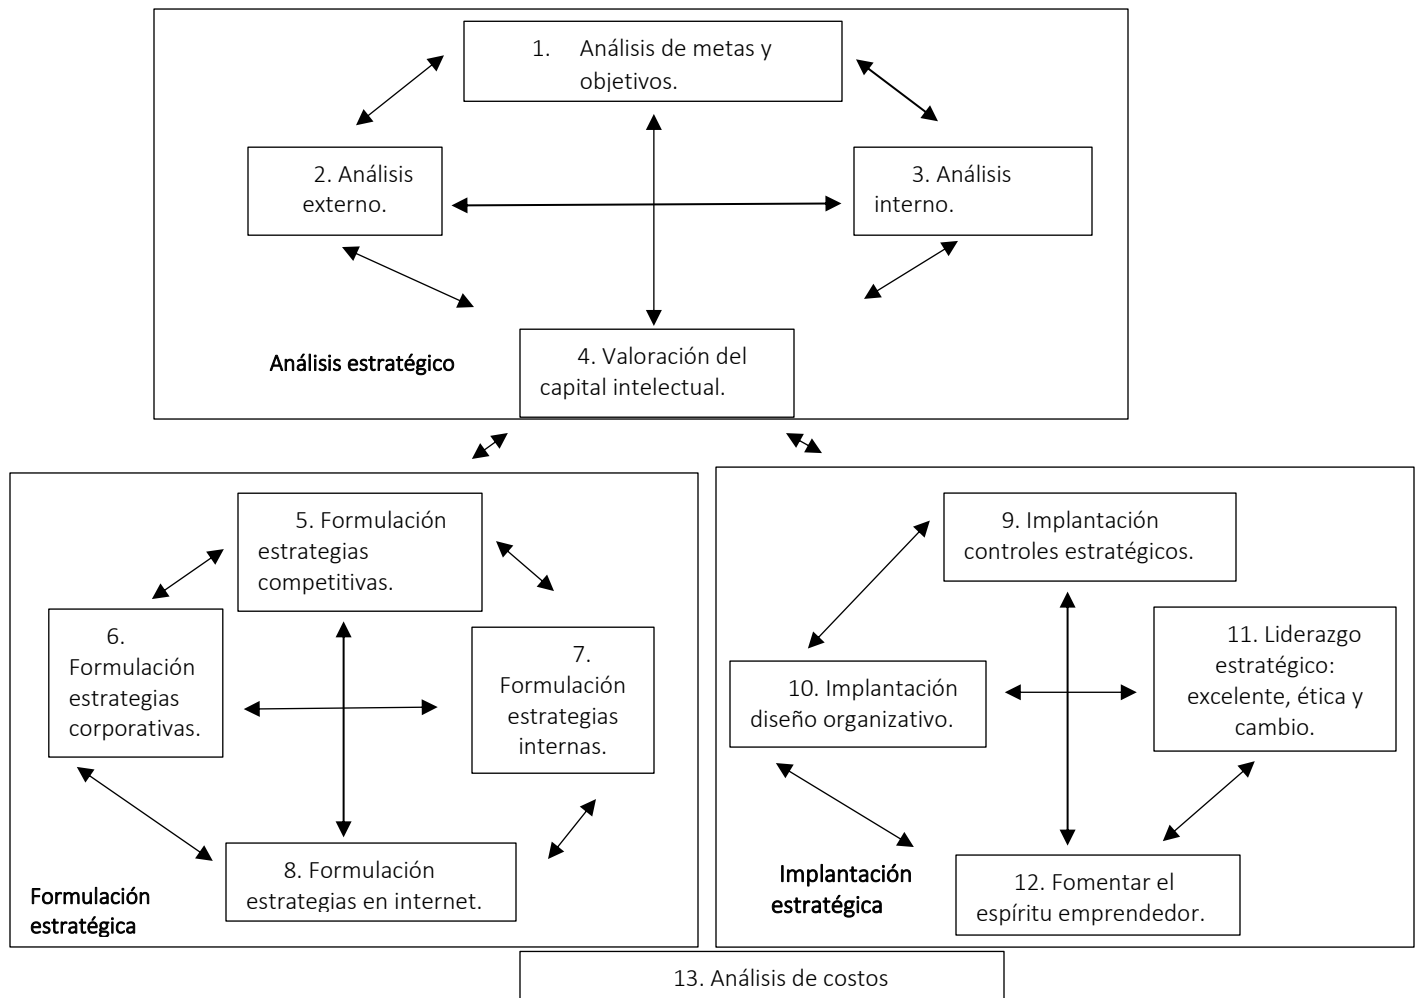 1. Análisis de metas y
objetivos.
2. Análisis
externo.
3. Análisis
interno.
4. Valoración del
capital intelectual.
Análisis estratégico
5. Formulación
estrategias
competitivas.
6.
Formulación
estrategias
corporativas.
7.
Formulación
estrategias
internas.
8. Formulación
estrategias en internet.
Formulación
estratégica
9. Implantación
controles estratégicos.
10. Implantación
diseño organizativo.
11. Liderazgo
estratégico:
excelente, ética y
cambio.
12. Fomentar el
espíritu emprendedor.
Implantación
estratégica
13. Análisis de costos